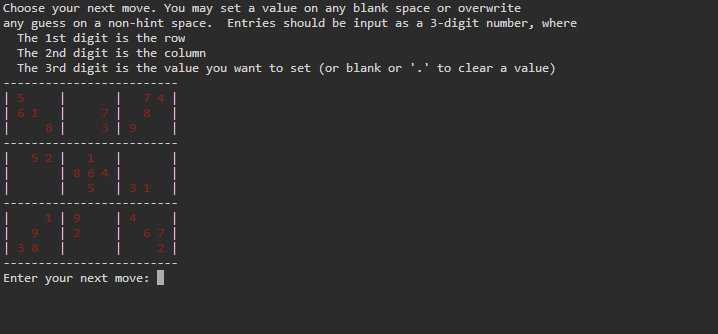 Choose your next move. You may set a value on any blank space or overwrite
any guess on a non-hint space.  Entries should be input as a 3-digit number, where
  The 1st digit is the row
  The 2nd digit is the column
  The 3rd digit is the value you want to set (or blank or '.' to clear a value)
-------------------------
| 5     |       |   7 4 |
| 6 1   |     7 |   8   |
|     8 |     3 | 9     |
-------------------------
|   5 2 |   1   |       |
|       | 8 6 4 |       |
|       |   5   | 3 1   |
-------------------------
|     1 | 9     | 4     |
|   9   | 2     |   6 7 |
| 3 8   |       |     2 |
-------------------------
Enter your next move: